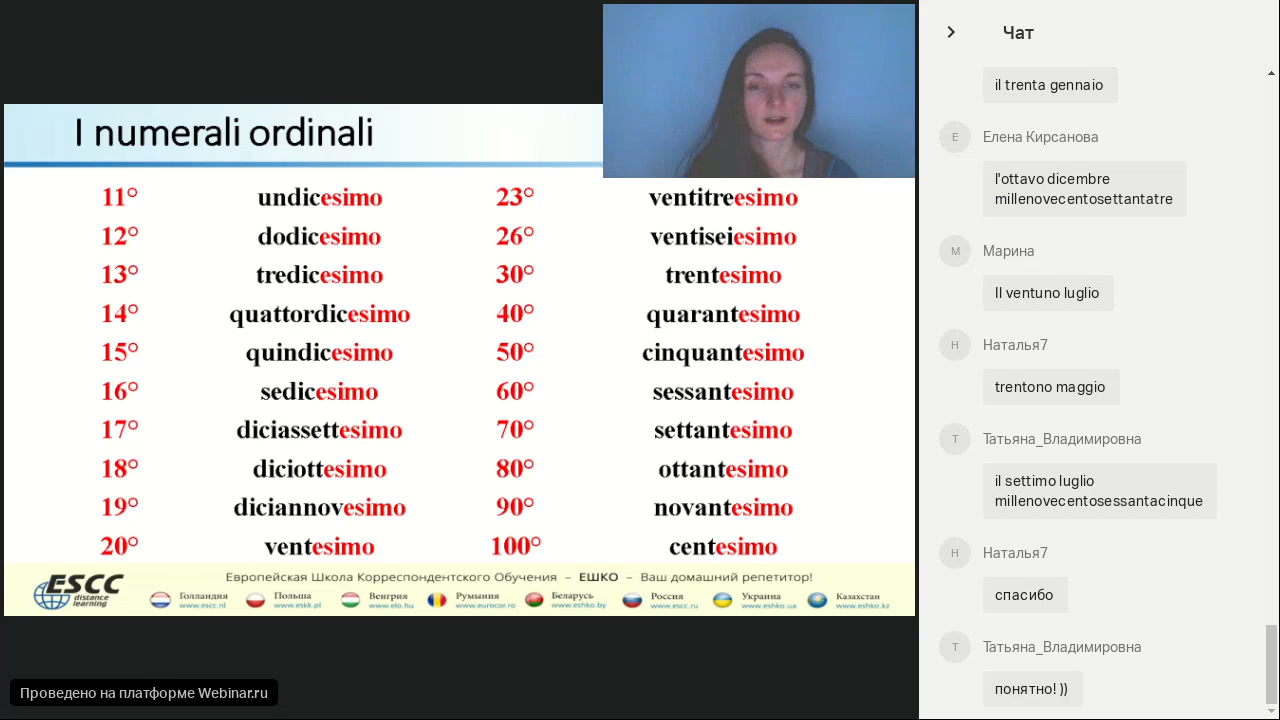 I numerali ordinali
11° undicesimo 23° ventitreesimo
12° dodicesimo 26° ventiseiesimo
13° tredicesimo 30° trentesimo
14° quattordicesimo 40° quarantesimo
15° quindicesimo 50° cinquantesimo
16° sedicesimo 60° sessantesimo
17° diciassettesimo 70° settantesimo
18° diciottesimo 80° ottantesimo
19° diciannovesimo 90° novantesimo
20° ventesimo 100° centesimo
ESCC
distance
learning
Европейская Школа Корреспондентского Обучения – ЕШКО – Ваш домашний репетитор!
Голландия
www.escc.nl
Польша
www.eskk.pl
Венгрия
www.elo.hu
Румыния
www.eurocor.ro
Беларусь
www.eshko.by
Россия
www.escc.ru
Украина
www.eshko.ua
Казахстан
www.eshko.kz
Проведено на платформе Webinar.ru
Чат
il trenta gennaio
Е
Елена Кирсанова
l'ottavo dicembre
millenovecentosettantatre
М
Марина
Il ventuno luglio
Н
Наталья7
trentono maggio
Т
Татьяна_Владимировна
il settimo luglio
millenovecentosessantacinque
Н
Наталья7
спасибо
Т
Татьяна_Владимировна
понятно! ))